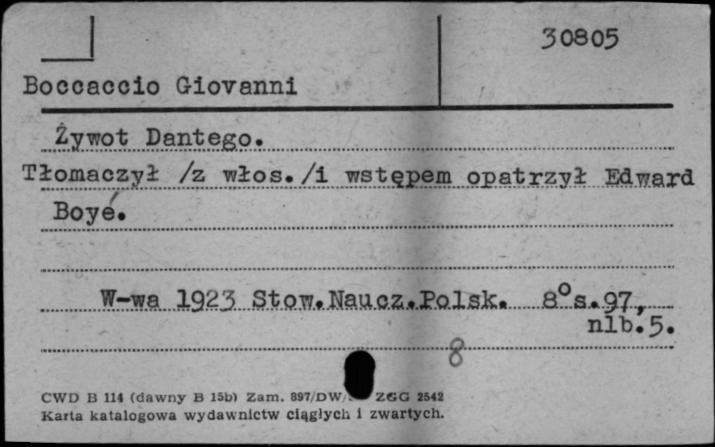 30805
Boccaccio Giovanni
Żywot Dantego.
Tłomaczył /z włos./i wstępem opatrzył Edward
Boyé.
W-wa 1923 Stow.Naucz.Polsk. 8° s.97,
nlb.5.
8
CWD B 114 (dawny B 15b) Zam. 897/DW/ ZGG 2542
Karta katalogowa wydawnictw ciągłych i zwartych.